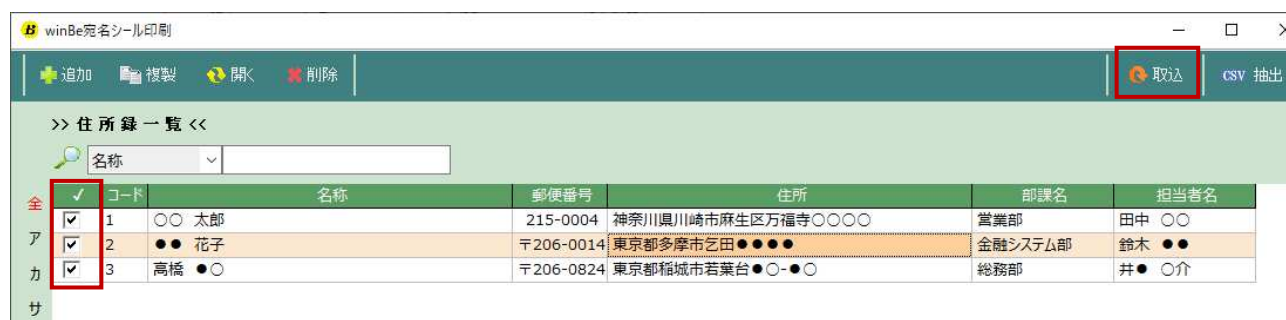 B winBe宛名シール印刷
追加 複製 開く 削除 取込 CSV 抽出
>> 住所録一覧 <<
名称
全 ✓ コード 名称 郵便番号 住所 部課名 担当者名
1 〇〇 太郎 215-0004 神奈川県川崎市麻生区万福寺〇〇〇〇 営業部 田中 〇〇
ア 2 ●● 花子 〒206-0014 東京都多摩市乞田●●●● 金融システム部 鈴木 ●●
カ 3 高橋 ●〇 〒206-0824 東京都稲城市若葉台●〇-●〇 総務部 井● 〇介
サ